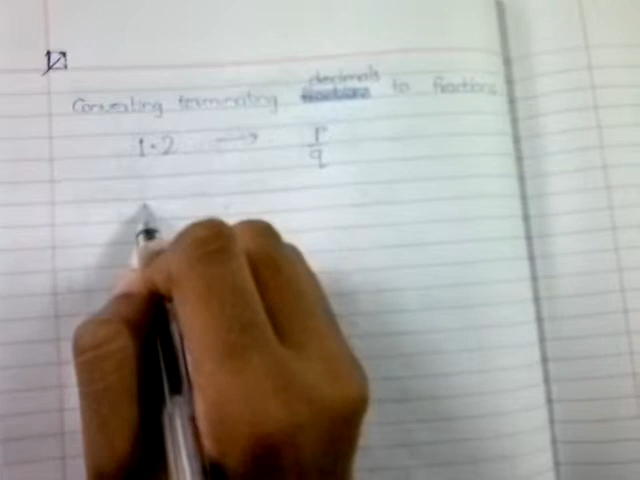 Converting terminating decimals to fractions
1.2 → p/q